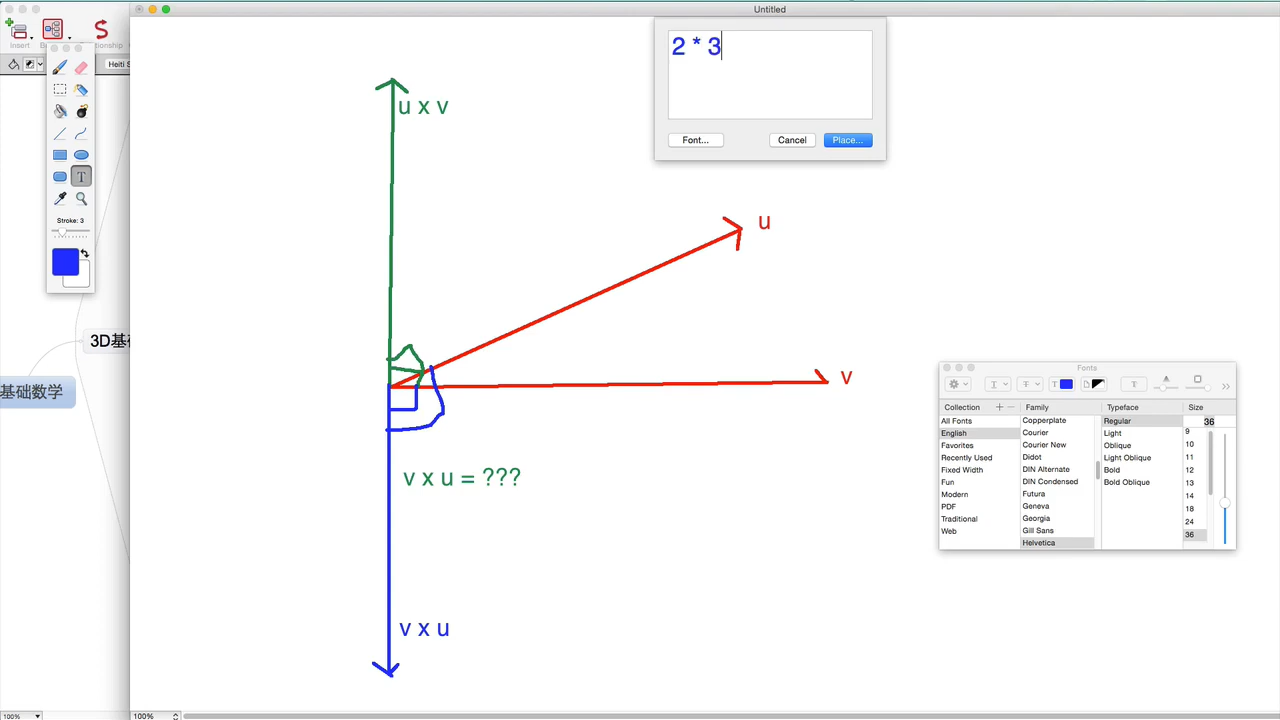 Untitled
Insert
Heiti S
Stroke: 3
3D基
基础数学
100%
2 * 3
Font...
Cancel
Place...
u x v
u
v
v x u = ???
v x u
100%
Fonts
Collection
Family
Typeface
Size
All Fonts
English
Favorites
Recently Used
Fixed Width
Fun
Modern
PDF
Traditional
Web
Copperplate
Courier
Courier New
Didot
DIN Alternate
DIN Condensed
Futura
Geneva
Georgia
Gill Sans
Helvetica
Regular
Light
Oblique
Light Oblique
Bold
Bold Oblique
36
9
10
11
12
13
14
18
24
36